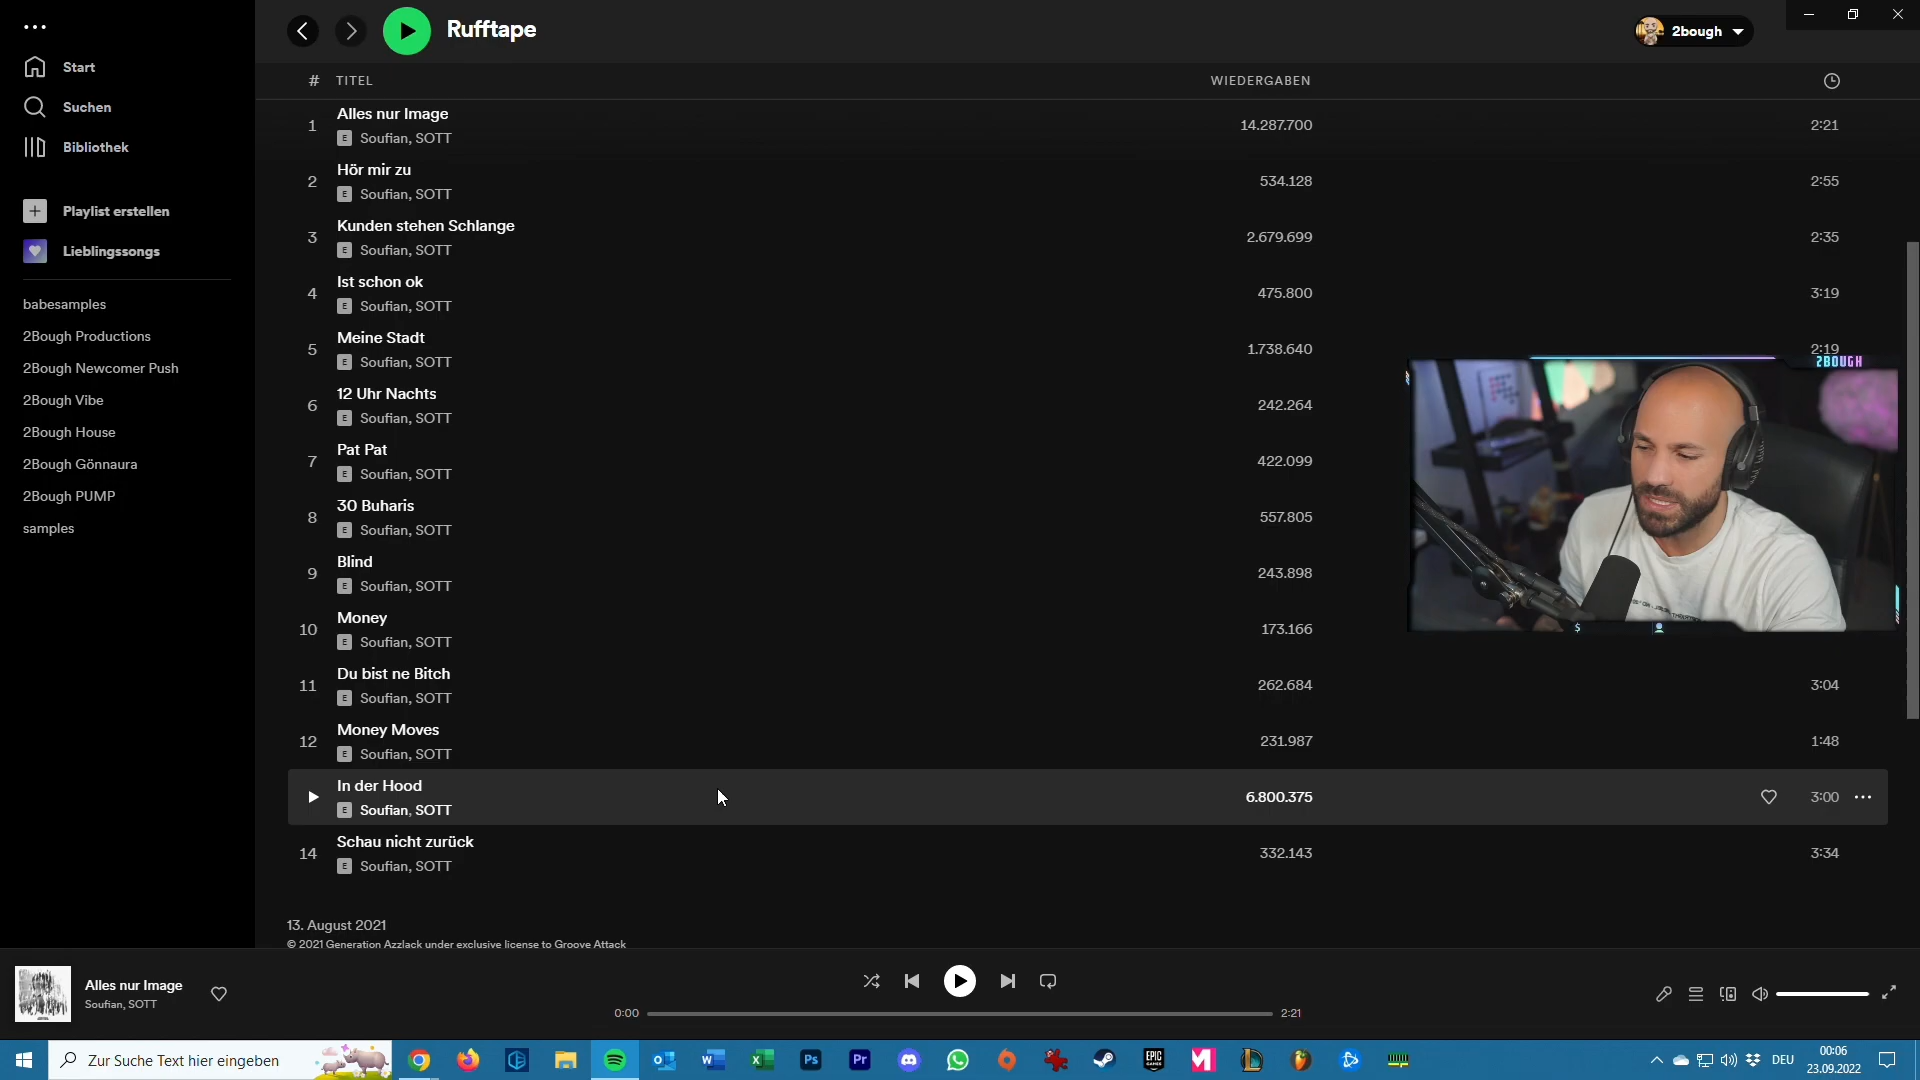 Rufftape
2bough
Start
Suchen
Bibliothek
Playlist erstellen
Lieblingssongs
babesamples
2Bough Productions
2Bough Newcomer Push
2Bough Vibe
2Bough House
2Bough Gönnaura
2Bough PUMP
samples
# TITEL WIEDERGABEN
1 Alles nur Image 14.287.700 2:21
E Soufian, SOTT
2 Hör mir zu 534.128 2:55
E Soufian, SOTT
3 Kunden stehen Schlange 2.679.699 2:35
E Soufian, SOTT
4 Ist schon ok 475.800 3:19
E Soufian, SOTT
5 Meine Stadt 1.738.640 2:19
E Soufian, SOTT
2BOUGH
6 12 Uhr Nachts 242.264
E Soufian, SOTT
7 Pat Pat 422.099
E Soufian, SOTT
8 30 Buharis 557.805
E Soufian, SOTT
9 Blind 243.898
E Soufian, SOTT
10 Money 173.166
E Soufian, SOTT
$
11 Du bist ne Bitch 262.684 3:04
E Soufian, SOTT
12 Money Moves 231.987 1:48
E Soufian, SOTT
In der Hood 6.800.375 3:00
E Soufian, SOTT
14 Schau nicht zurück 332.143 3:34
E Soufian, SOTT
13. August 2021
© 2021 Generation Azzlack under exclusive license to Groove Attack
Alles nur Image
Soufian, SOTT
0:00 2:21
Zur Suche Text hier eingeben
Ps
Pr
EPIC
GAMES
DEU
00:06
23.09.2022